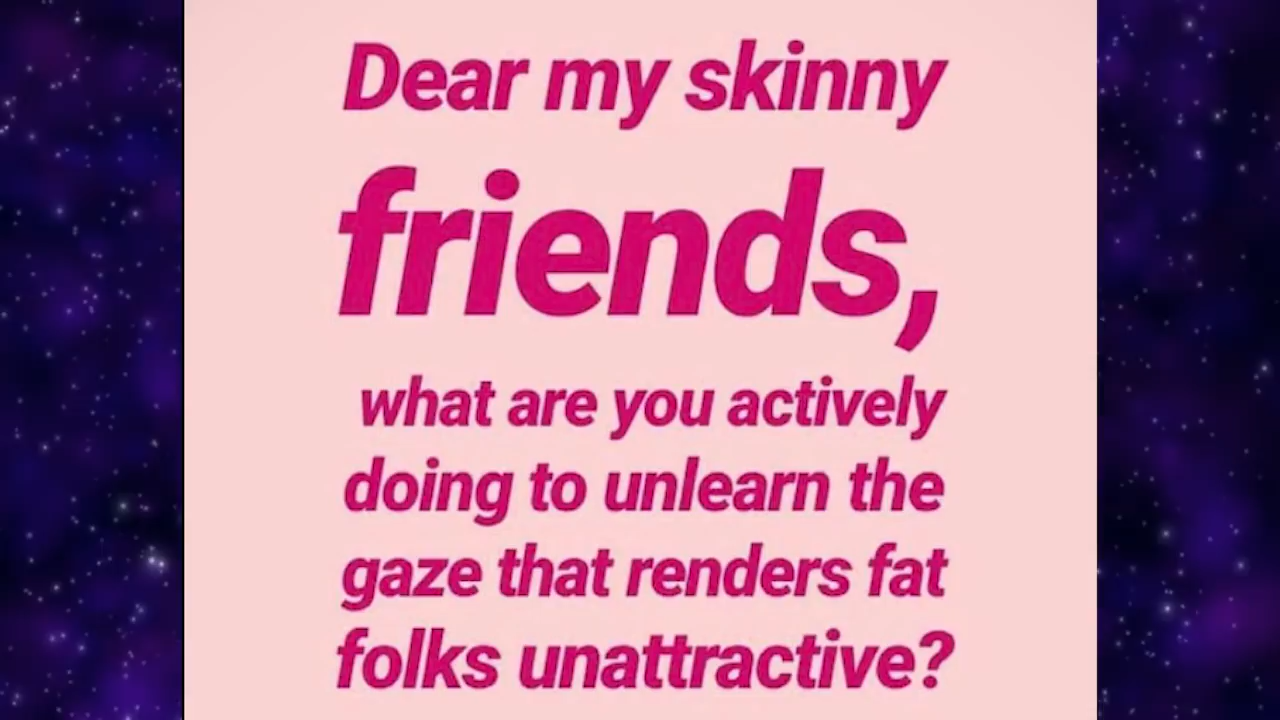 Dear my skinny
friends,
what are you actively
doing to unlearn the
gaze that renders fat
folks unattractive?